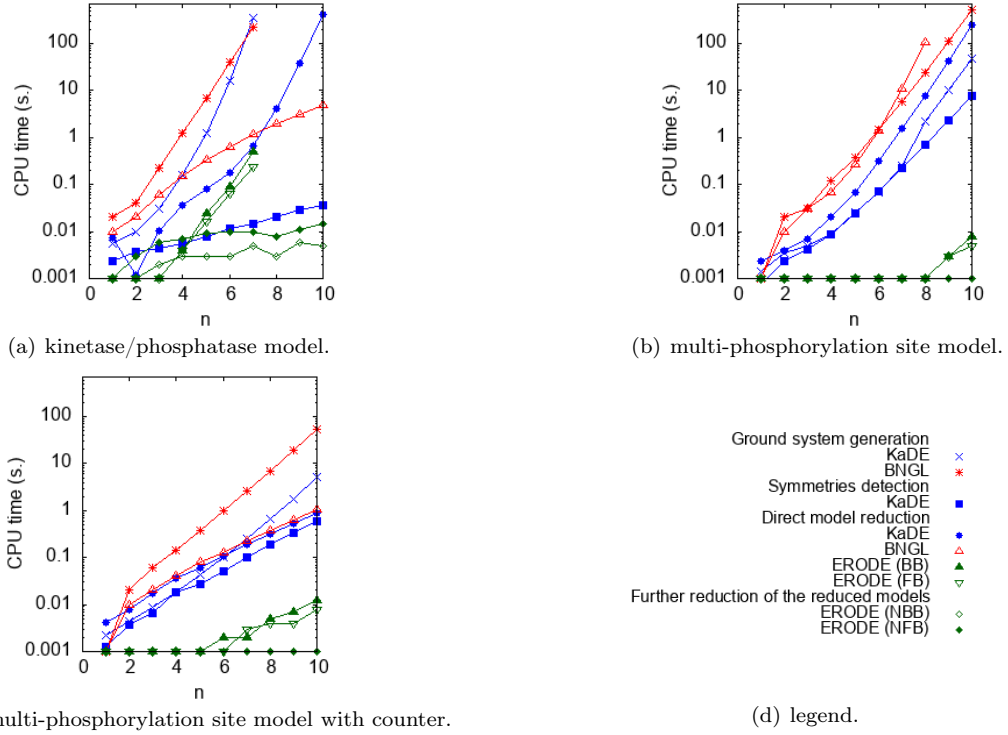 100
10
1
0.1
0.01
0.001
CPU time (s.)
0 2 4 6 8 10
n
(a) kinetase/phosphatase model.
100
10
1
0.1
0.01
0.001
CPU time (s.)
0 2 4 6 8 10
n
(b) multi-phosphorylation site model.
100
10
1
0.1
0.01
0.001
CPU time (s.)
0 2 4 6 8 10
n
multi-phosphorylation site model with counter.
Ground system generation
KaDE
BNGL
Symmetries detection
KaDE
Direct model reduction
KaDE
BNGL
ERODE (BB)
ERODE (FB)
Further reduction of the reduced models
ERODE (NBB)
ERODE (NFB)
(d) legend.